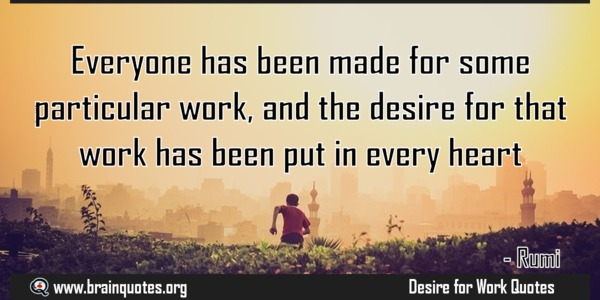 Everyone has been made for some
particular work, and the desire for that
work has been put in every heart
- Rumi
www.brainquotes.org
Desire for Work Quotes